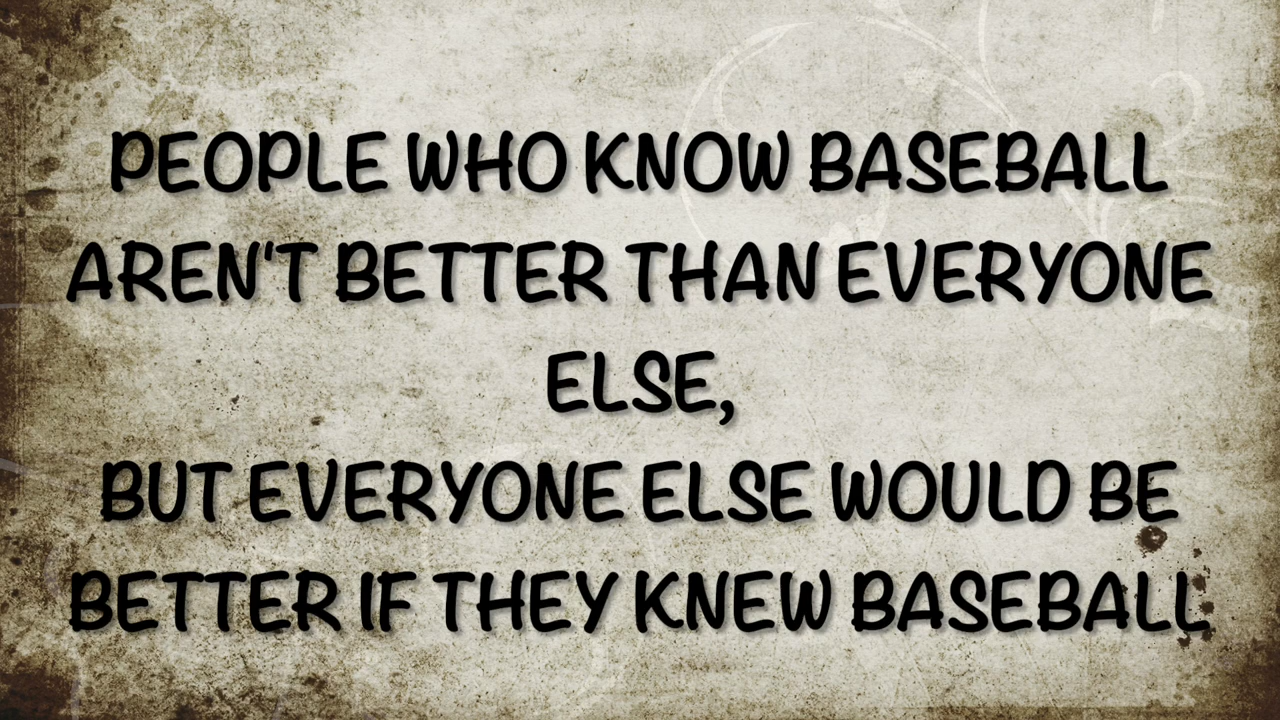 PEOPLE WHO KNOW BASEBALL
AREN'T BETTER THAN EVERYONE
ELSE,
BUT EVERYONE ELSE WOULD BE
BETTER IF THEY KNEW BASEBALL